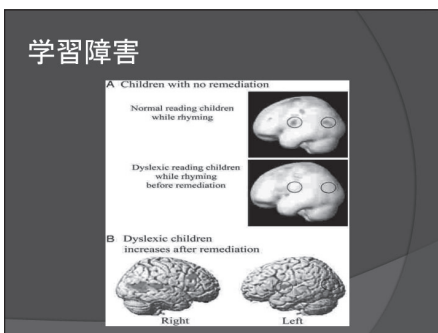 学習障害
A Children with no remediation
Normal reading children
while rhyming
Dyslexic reading children
while rhyming
before remediation
B Dyslexic children
increases after remediation
Right
Left